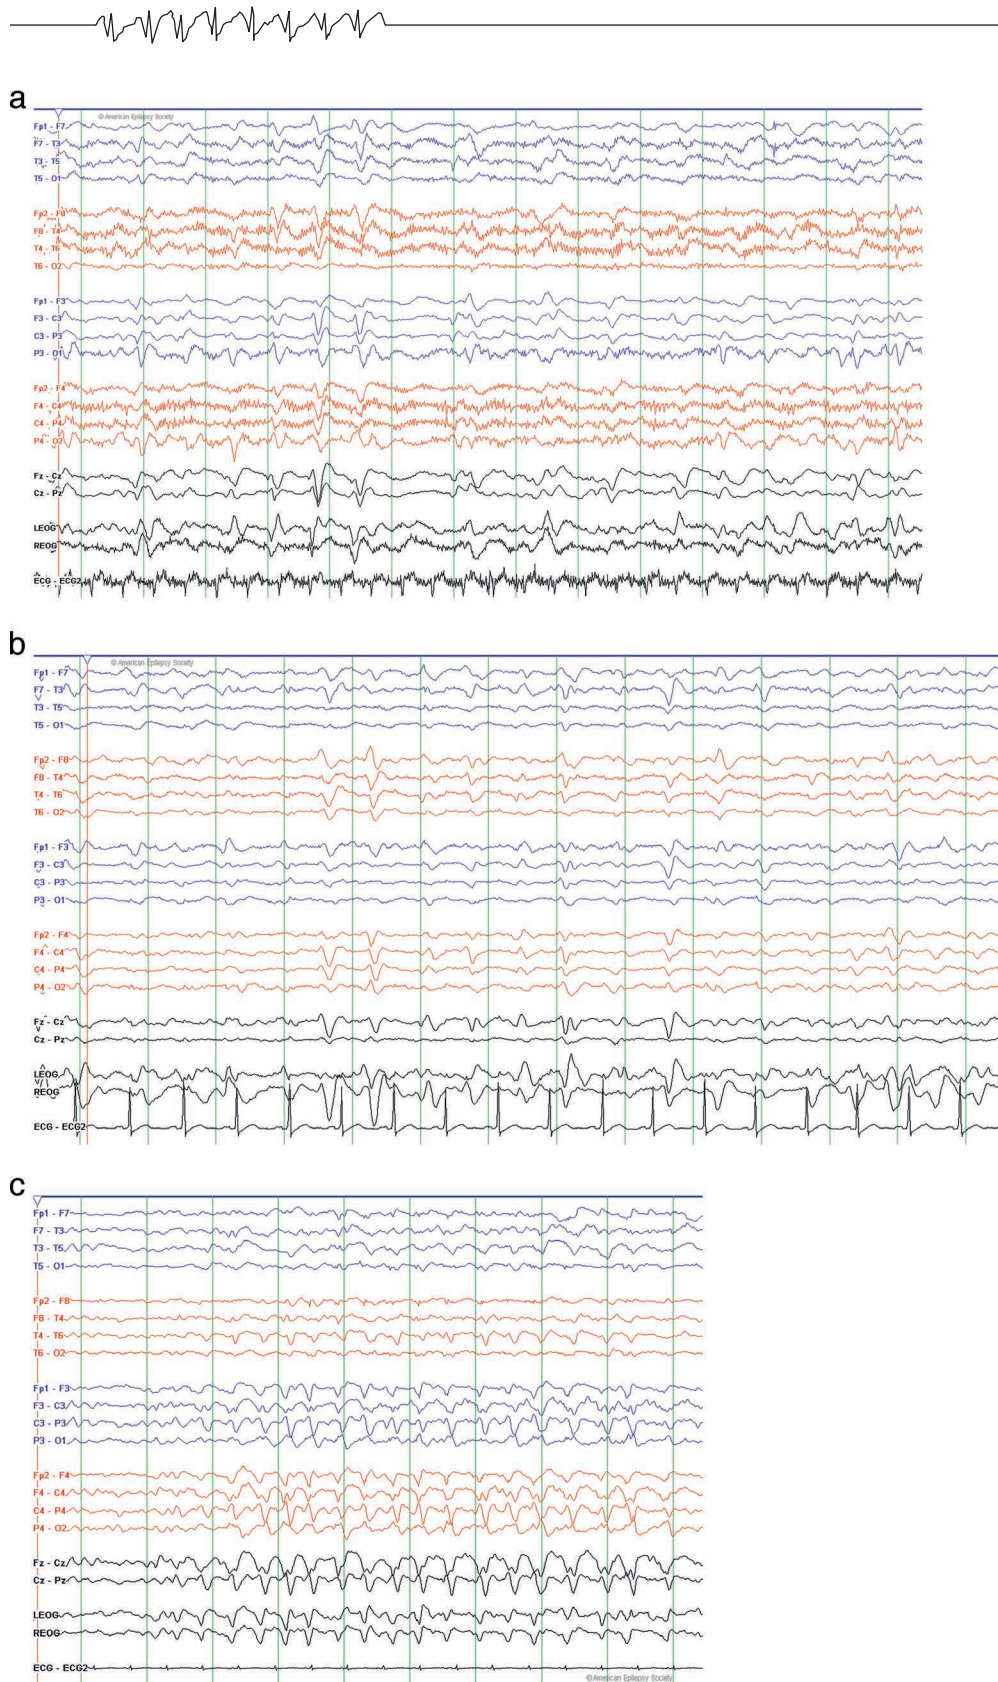 a
© American Epilepsy Society
Fp1 - F7
F7 - T3
T3 - T5
T5 - O1
Fp2 - F8
F8 - T4
T4 - T6
T6 - O2
Fp1 - F3
F3 - C3
C3 - P3
P3 - O1
Fp2 - F4
F4 - C4
C4 - P4
P4 - O2
Fz - Cz
Cz - Pz
LEOG
REOG
ECG - ECG2
b
© American Epilepsy Society
Fp1 - F7
F7 - T3
T3 - T5
T5 - O1
Fp2 - F8
F8 - T4
T4 - T6
T6 - O2
Fp1 - F3
F3 - C3
C3 - P3
P3 - O1
Fp2 - F4
F4 - C4
C4 - P4
P4 - O2
Fz - Cz
Cz - Pz
LEOG
REOG
ECG - ECG2
c
Fp1 - F7
F7 - T3
T3 - T5
T5 - O1
Fp2 - F8
F8 - T4
T4 - T6
T6 - O2
Fp1 - F3
F3 - C3
C3 - P3
P3 - O1
Fp2 - F4
F4 - C4
C4 - P4
P4 - O2
Fz - Cz
Cz - Pz
LEOG
REOG
ECG - ECG2
© American Epilepsy Society